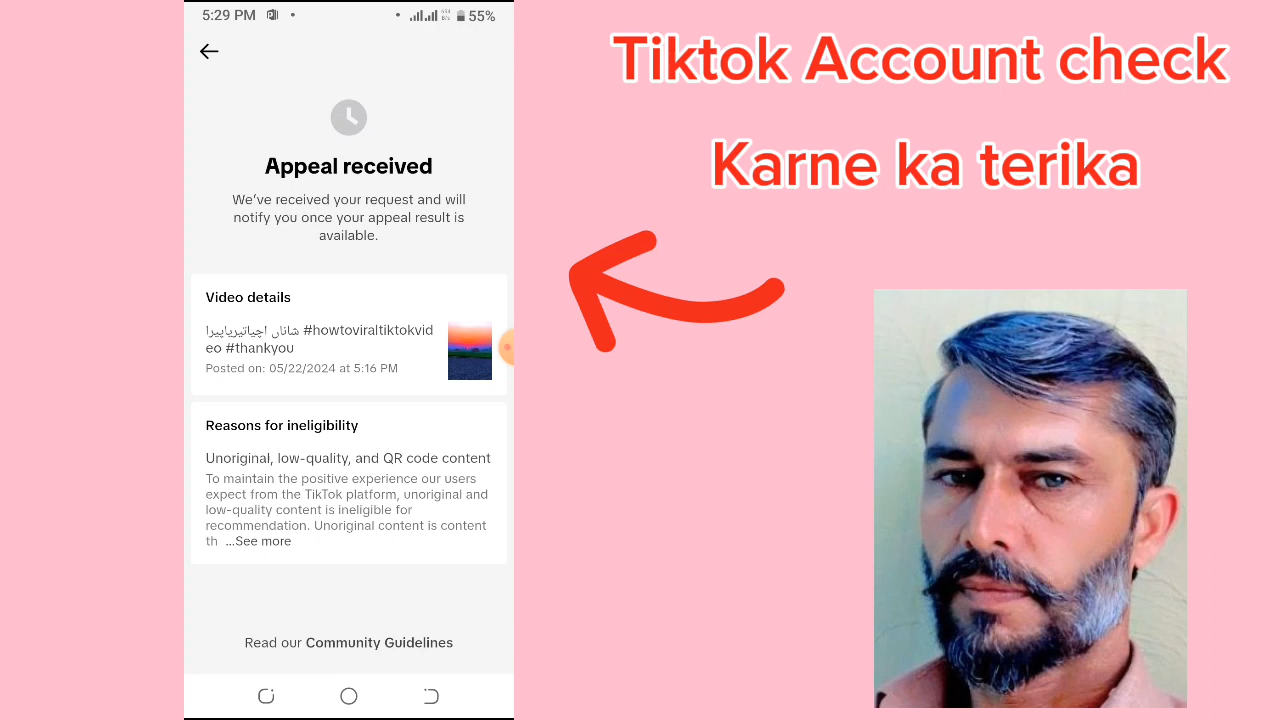 5:29 PM
55%
Appeal received
We've received your request and will
notify you once your appeal result is
available.
Video details
شاناں اچیاتیریاپیرا #howtoviraltiktokvid
eo #thankyou
Posted on: 05/22/2024 at 5:16 PM
Reasons for ineligibility
Unoriginal, low-quality, and QR code content
To maintain the positive experience our users
expect from the TikTok platform, unoriginal and
low-quality content is ineligible for
recommendation. Unoriginal content is content
th ...See more
Read our Community Guidelines
Tiktok Account check
Karne ka terika